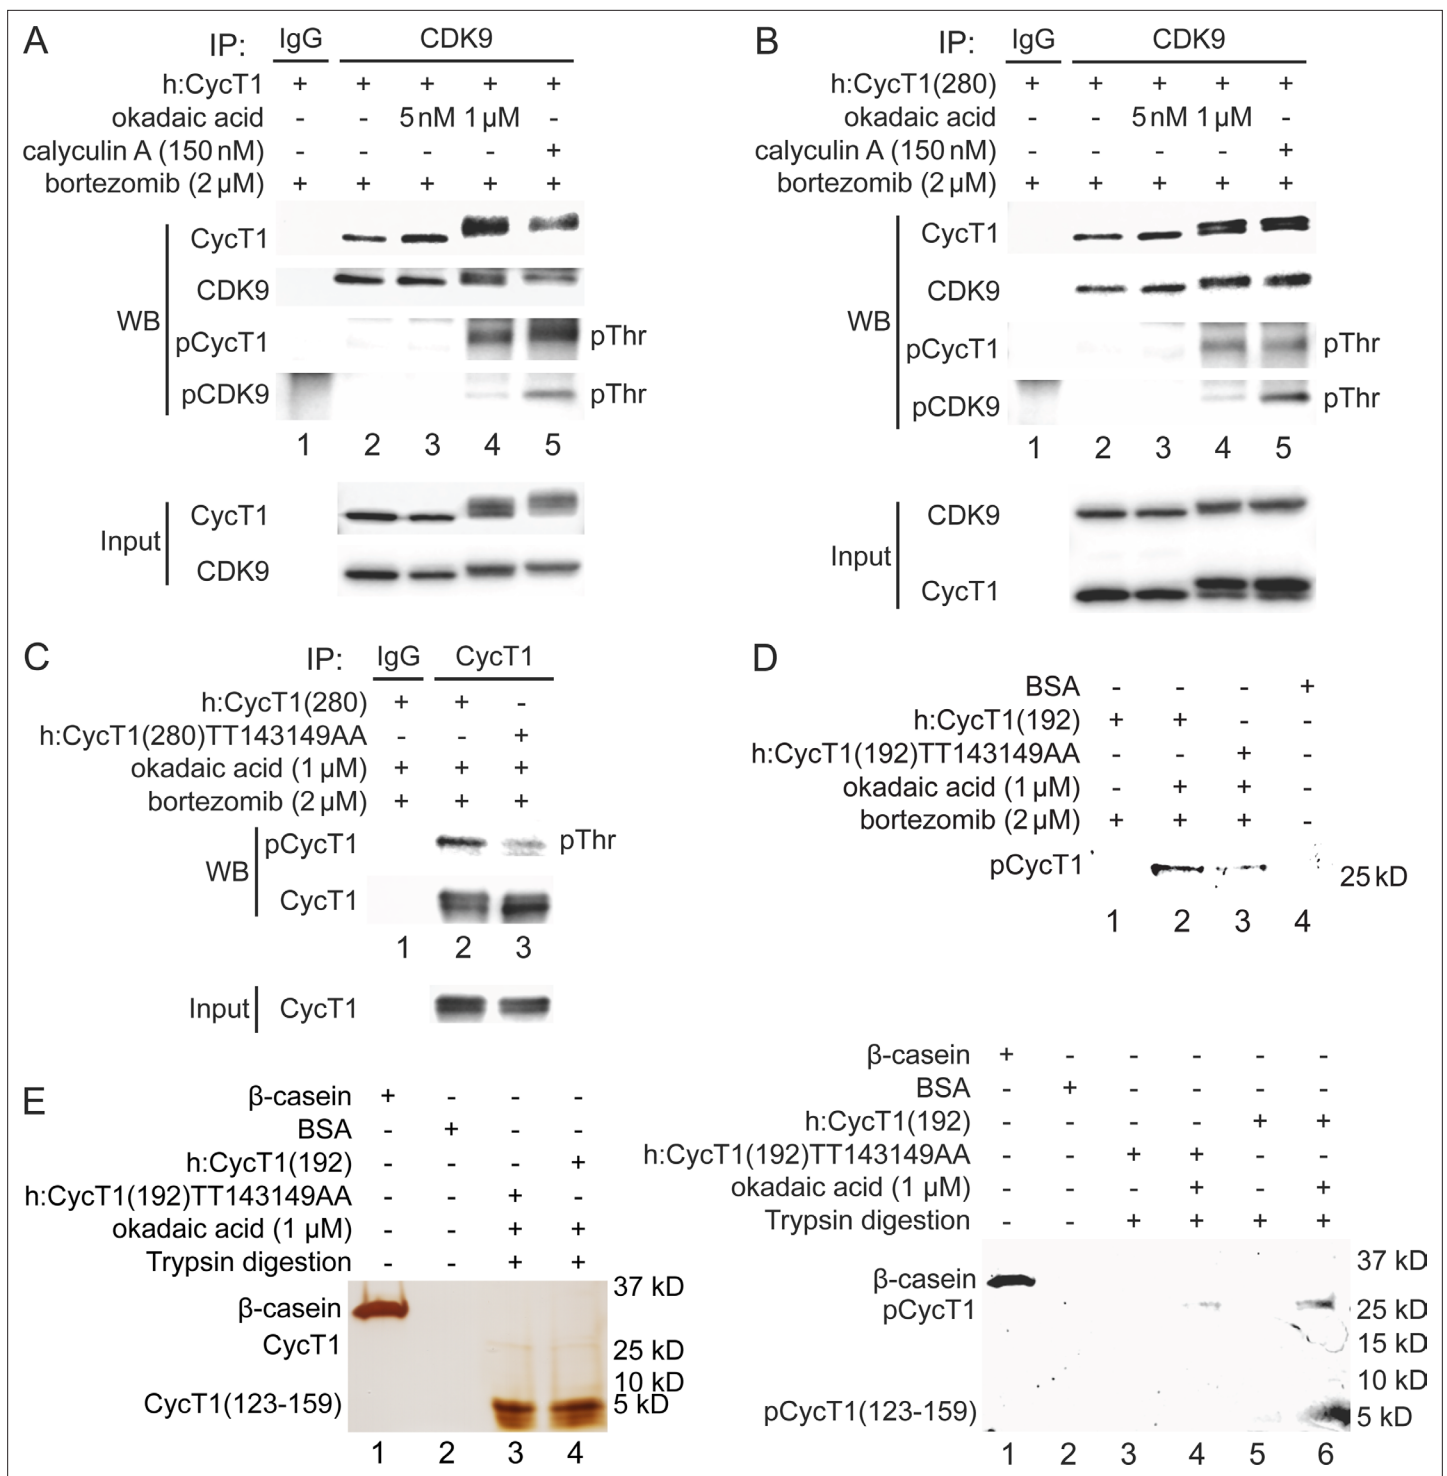 A
IP: IgG CDK9
h:CycT1 + + + + +
okadaic acid - - 5 nM 1 µM -
calyculin A (150 nM) - - - - +
bortezomib (2 µM) + + + + +
WB
CycT1
CDK9
pCycT1 pThr
pCDK9 pThr
1 2 3 4 5
Input
CycT1
CDK9
B
IP: IgG CDK9
h:CycT1(280) + + + + +
okadaic acid - - 5 nM 1 µM -
calyculin A (150 nM) - - - - +
bortezomib (2 µM) + + + + +
WB
CycT1
CDK9
pCycT1 pThr
pCDK9 pThr
1 2 3 4 5
Input
CDK9
CycT1
C
IP: IgG CycT1
h:CycT1(280) + + -
h:CycT1(280)TT143149AA - - +
okadaic acid (1 µM) + + +
bortezomib (2 µM) + + +
WB
pCycT1 pThr
CycT1
1 2 3
Input CycT1
D
BSA - - - +
h:CycT1(192) + + - -
h:CycT1(192)TT143149AA - - + -
okadaic acid (1 µM) - + + -
bortezomib (2 µM) + + + -
pCycT1 25 kD
1 2 3 4
E
β-casein + - - -
BSA - + - -
h:CycT1(192) - - - +
h:CycT1(192)TT143149AA - - + -
okadaic acid (1 µM) - - + +
Trypsin digestion - - + +
37 kD
β-casein
CycT1 25 kD
10 kD
CycT1(123-159) 5 kD
1 2 3 4
β-casein + - - - - -
BSA - + - - - -
h:CycT1(192) - - - - + +
h:CycT1(192)TT143149AA - - + + - -
okadaic acid (1 µM) - - - + - +
Trypsin digestion - - + + + +
37 kD
β-casein
pCycT1 25 kD
15 kD
10 kD
pCycT1(123-159) 5 kD
1 2 3 4 5 6